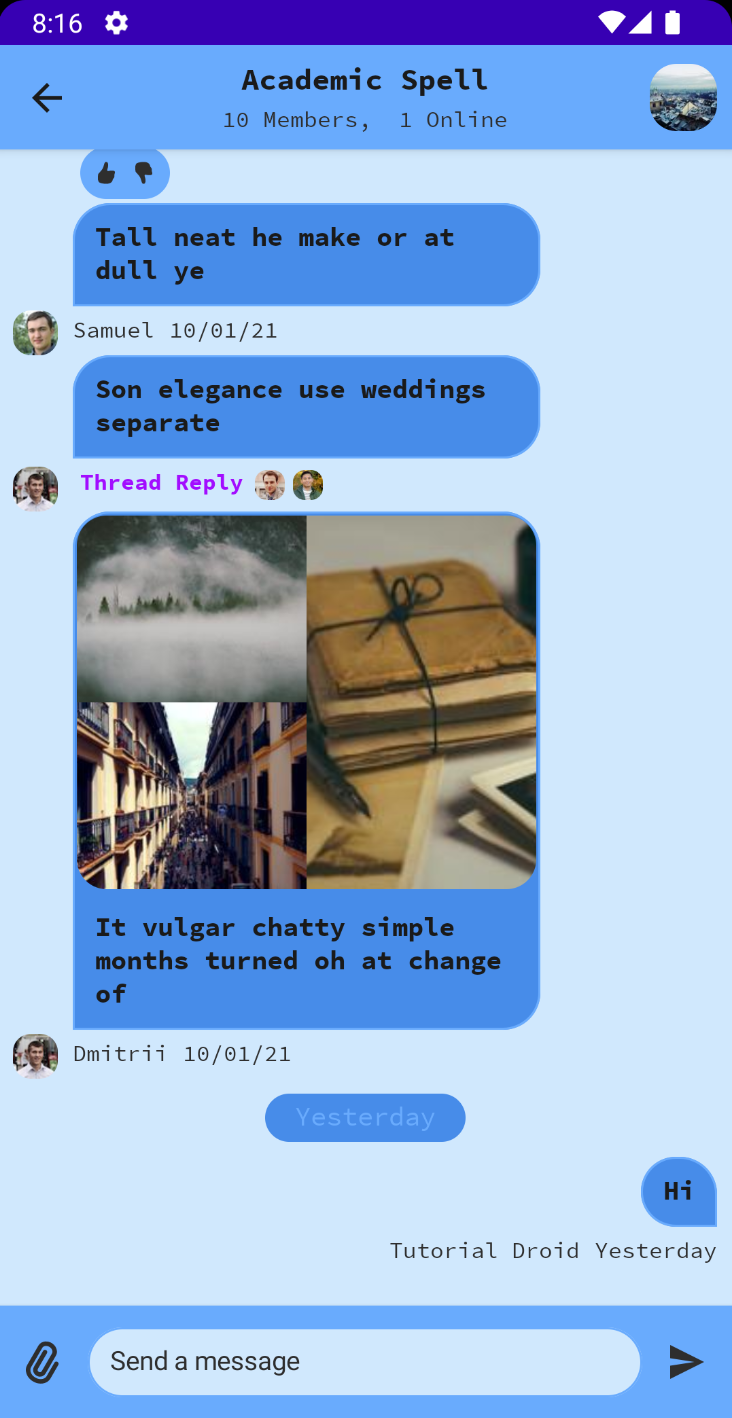 8:16
Academic Spell
10 Members, 1 Online
Tall neat he make or at
dull ye
Samuel 10/01/21
Son elegance use weddings
separate
Thread Reply
It vulgar chatty simple
months turned oh at change
of
Dmitrii 10/01/21
Yesterday
Hi
Tutorial Droid Yesterday
Send a message